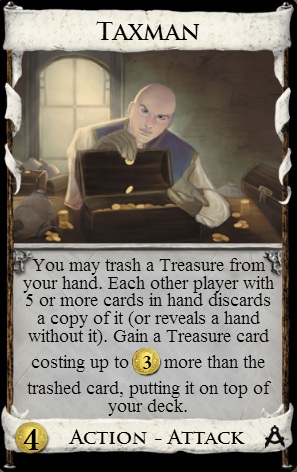 TAXMAN
You may trash a Treasure from
your hand. Each other player with
5 or more cards in hand discards
a copy of it (or reveals a hand
without it). Gain a Treasure card
costing up to 3 more than the
trashed card, putting it on top of
your deck.
4 ACTION - ATTACK